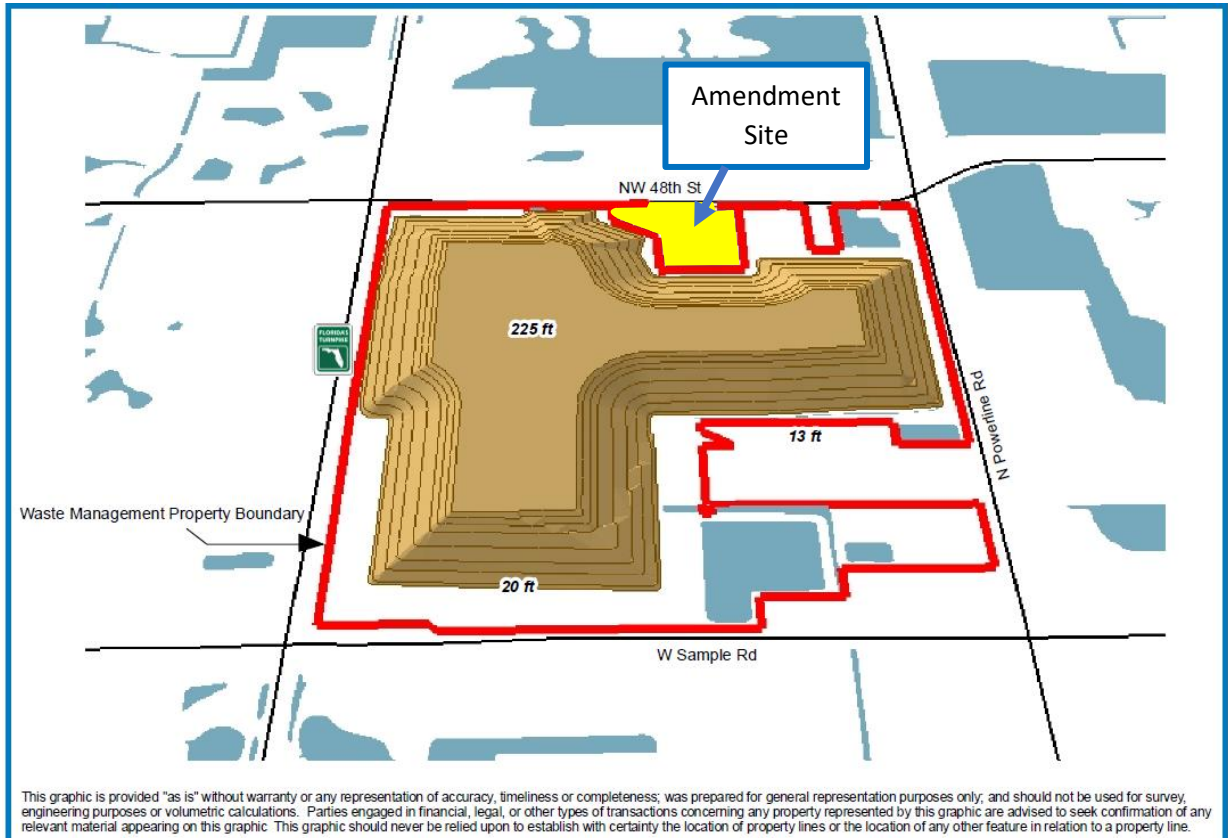 Amendment
Site
NW 48th St
225 ft
FLORIDA'S
TURNPIKE
N Powerline Rd
13 ft
Waste Management Property Boundary
20 ft
W Sample Rd
This graphic is provided "as is" without warranty or any representation of accuracy, timeliness or completeness; was prepared for general representation purposes only; and should not be used for survey,
engineering purposes or volumetric calculations. Parties engaged in financial, legal, or other types of transactions concerning any property represented by this graphic are advised to seek confirmation of any
relevant material appearing on this graphic This graphic should never be relied upon to establish with certainty the location of property lines or the location of any other feature in relation to a property line.